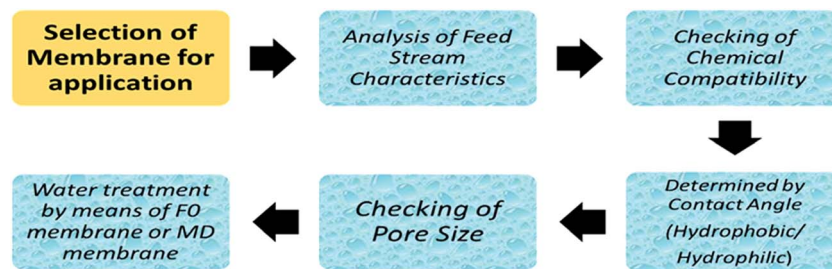 Selection of
Membrane for
application
Analysis of Feed
Stream
Characteristics
Checking of
Chemical
Compatibility
Determined by
Contact Angle
(Hydrophobic/
Hydrophilic)
Checking of
Pore Size
Water treatment
by means of F0
membrane or MD
membrane